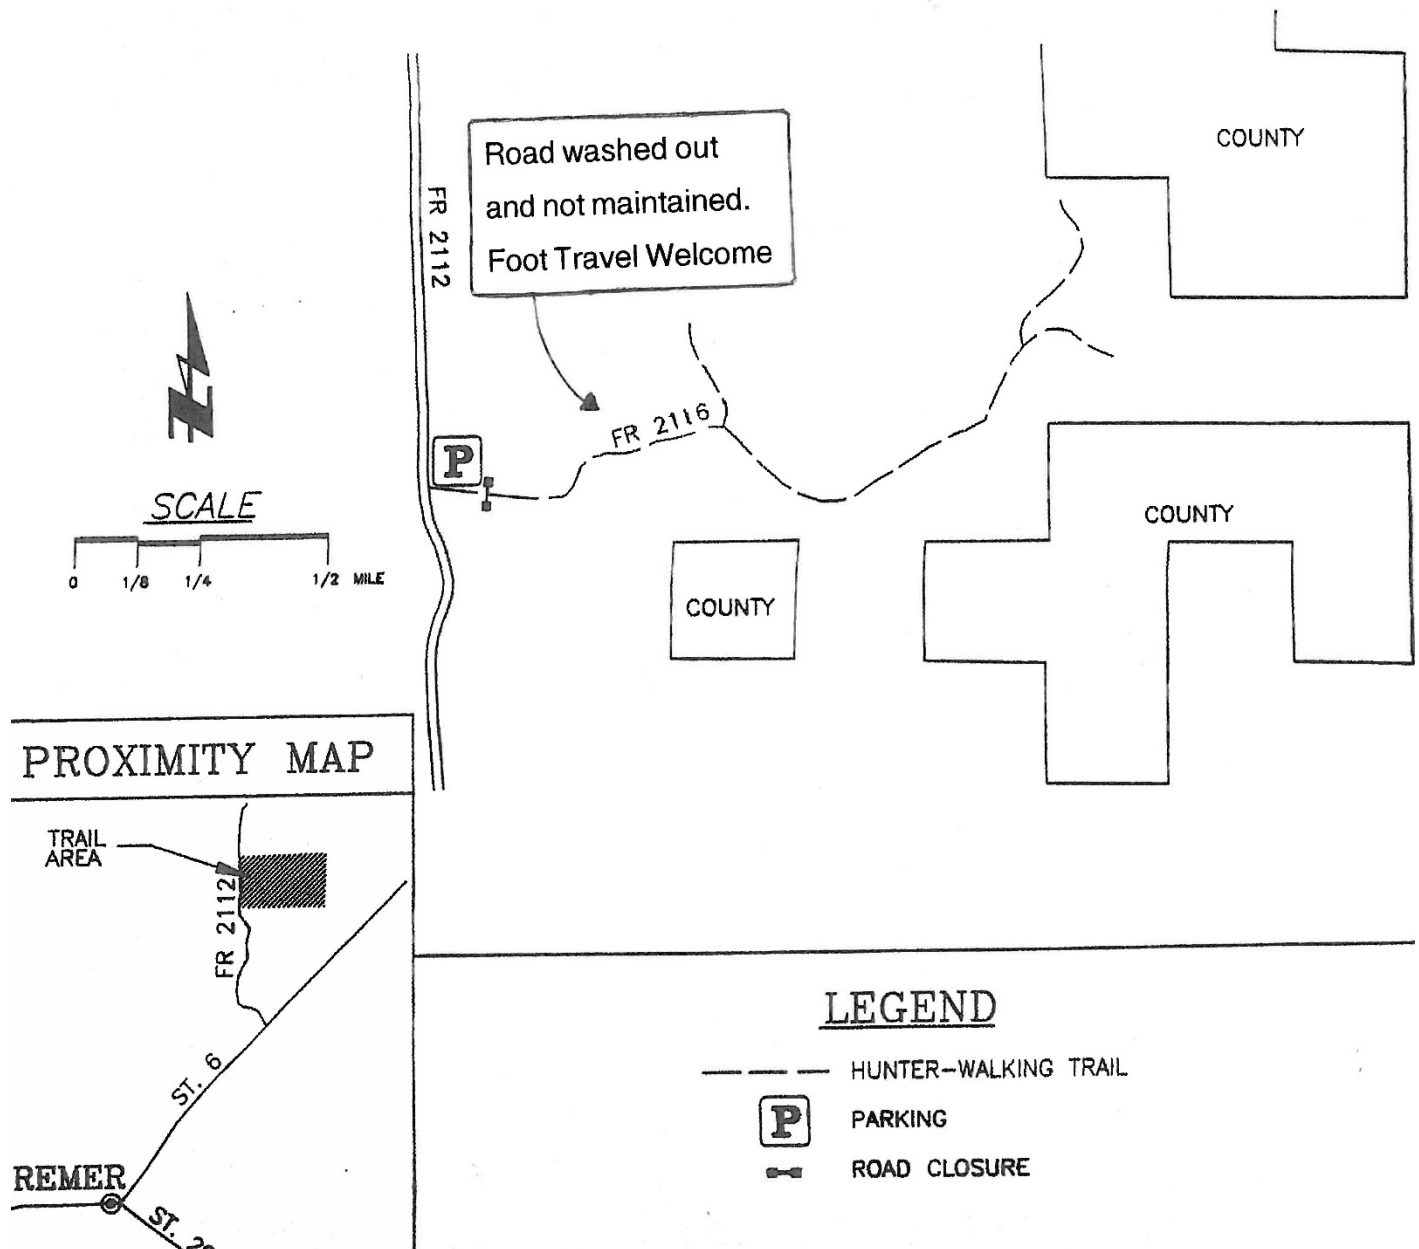 COUNTY
Road washed out
and not maintained.
Foot Travel Welcome
FR 2112
FR 2116
P
SCALE
0 1/8 1/4 1/2 MILE
COUNTY
COUNTY
PROXIMITY MAP
TRAIL
AREA
FR 2112
ST. 6
REMER
ST.
LEGEND
HUNTER-WALKING TRAIL
P PARKING
ROAD CLOSURE